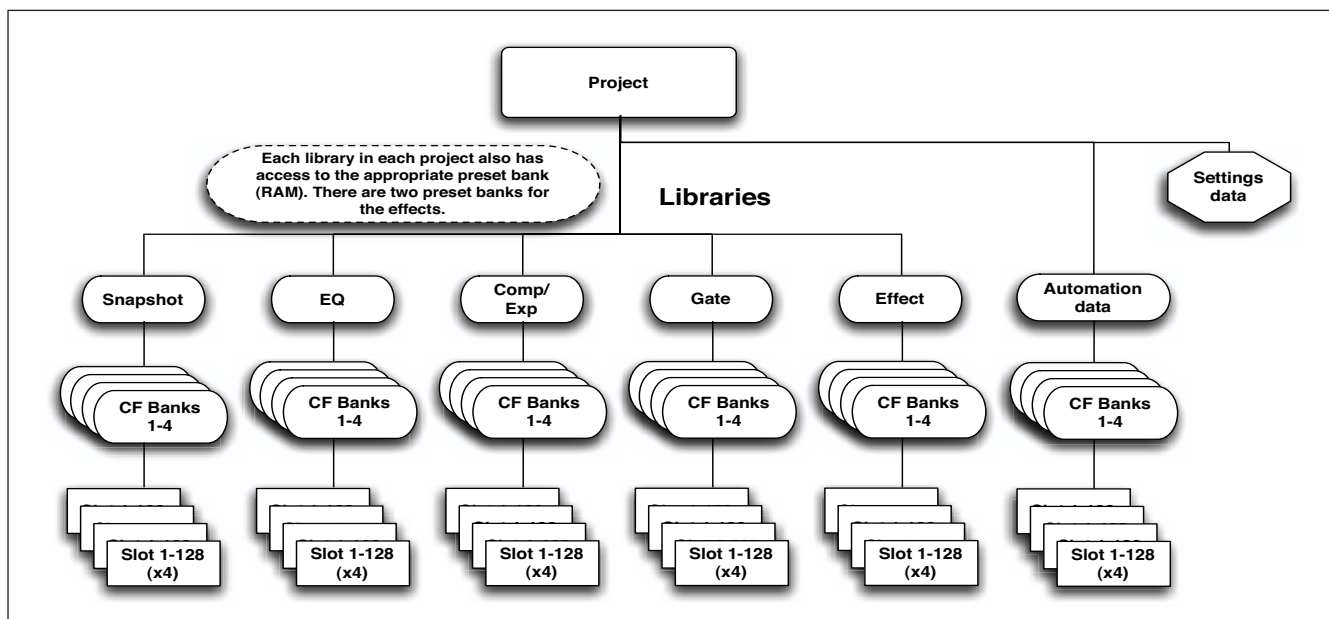 Project
Each library in each project also has
access to the appropriate preset bank
(RAM). There are two preset banks for
the effects.
Libraries
Settings
data
Snapshot
EQ
Comp/
Exp
Gate
Effect
Automation
data
CF Banks
1-4
CF Banks
1-4
CF Banks
1-4
CF Banks
1-4
CF Banks
1-4
CF Banks
1-4
Slot 1-128
(x4)
Slot 1-128
(x4)
Slot 1-128
(x4)
Slot 1-128
(x4)
Slot 1-128
(x4)
Slot 1-128
(x4)